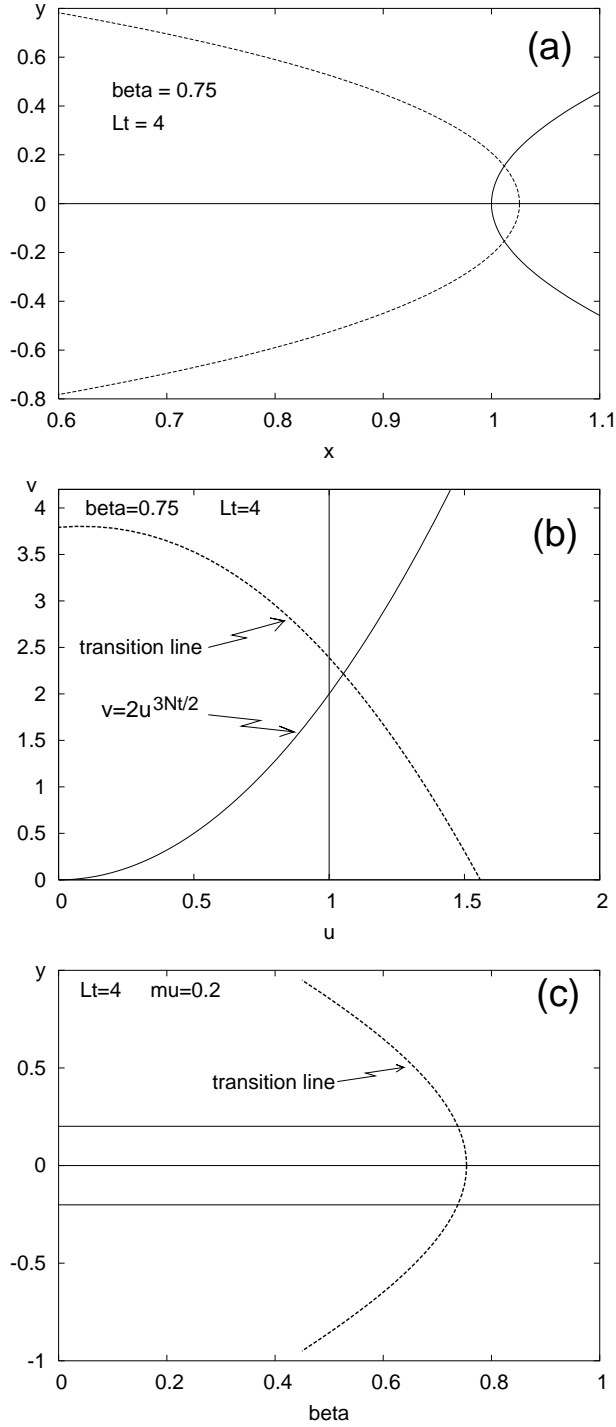 y
(a)
0.6
beta = 0.75
0.4
Lt = 4
0.2
0
-0.2
-0.4
-0.6
-0.8
0.6 0.7 0.8 0.9 1 1.1
x
v
4
beta=0.75 Lt=4
(b)
3.5
3
transition line
2.5
2
v=2u^{3Nt/2}
1.5
1
0.5
0
0 0.5 1 1.5 2
u
y
Lt=4 mu=0.2
(c)
0.5
transition line
0
-0.5
-1
0 0.2 0.4 0.6 0.8 1
beta